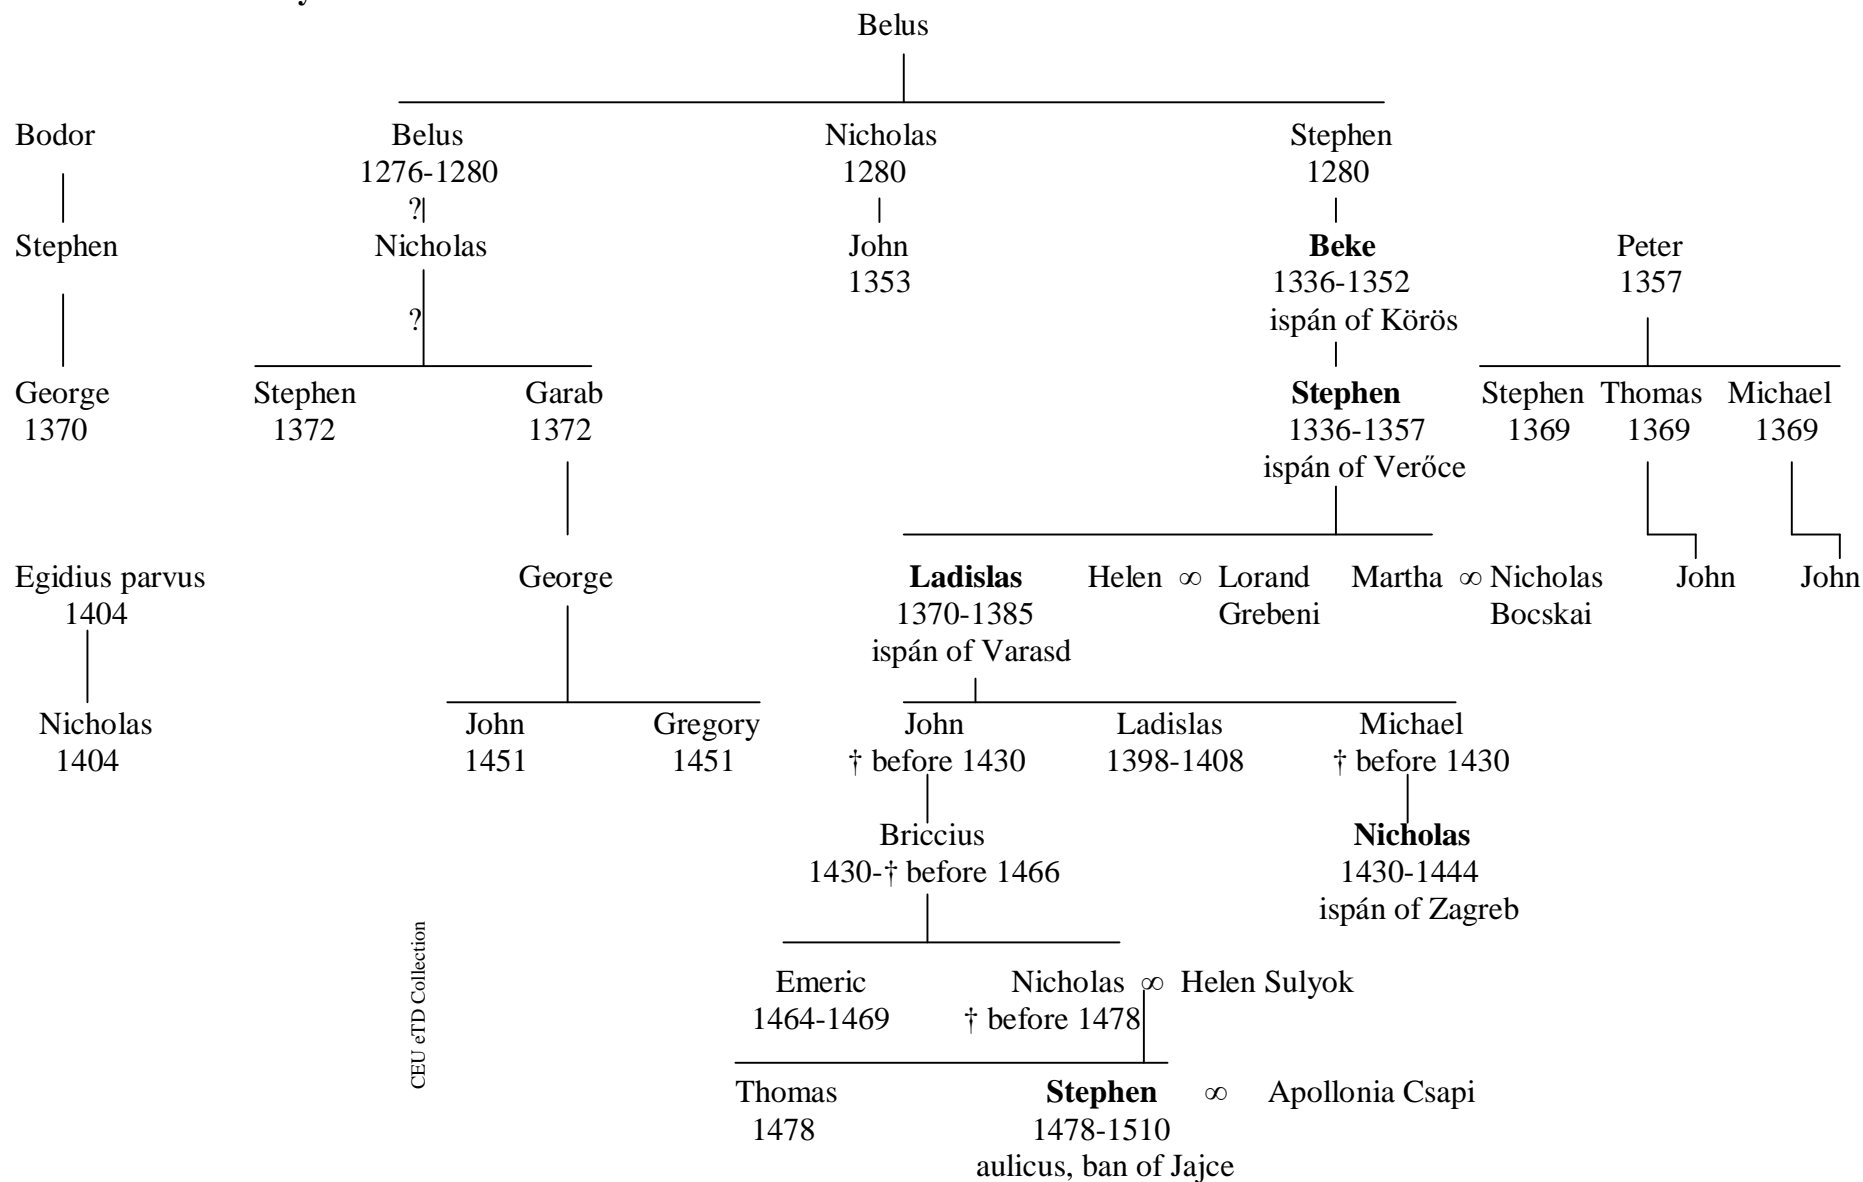 y
Belus
Bodor Belus Nicholas Stephen
1276-1280 1280 1280
?
Stephen Nicholas John Beke Peter
1353 1336-1352 1357
? ispán of Körös
George Stephen Garab Stephen Stephen Thomas Michael
1370 1372 1372 1336-1357 1369 1369 1369
ispán of Verőce
Egidius parvus George Ladislas Helen ∞ Lorand Martha ∞ Nicholas John John
1404 1370-1385 Grebeni Bocskai
ispán of Varasd
Nicholas John Gregory John Ladislas Michael
1404 1451 1451 † before 1430 1398-1408 † before 1430
Briccius Nicholas
1430-† before 1466 1430-1444
ispán of Zagreb
Emeric Nicholas ∞ Helen Sulyok
1464-1469 † before 1478
Thomas Stephen ∞ Apollonia Csapi
1478 1478-1510
aulicus, ban of Jajce
CEU eTD Collection